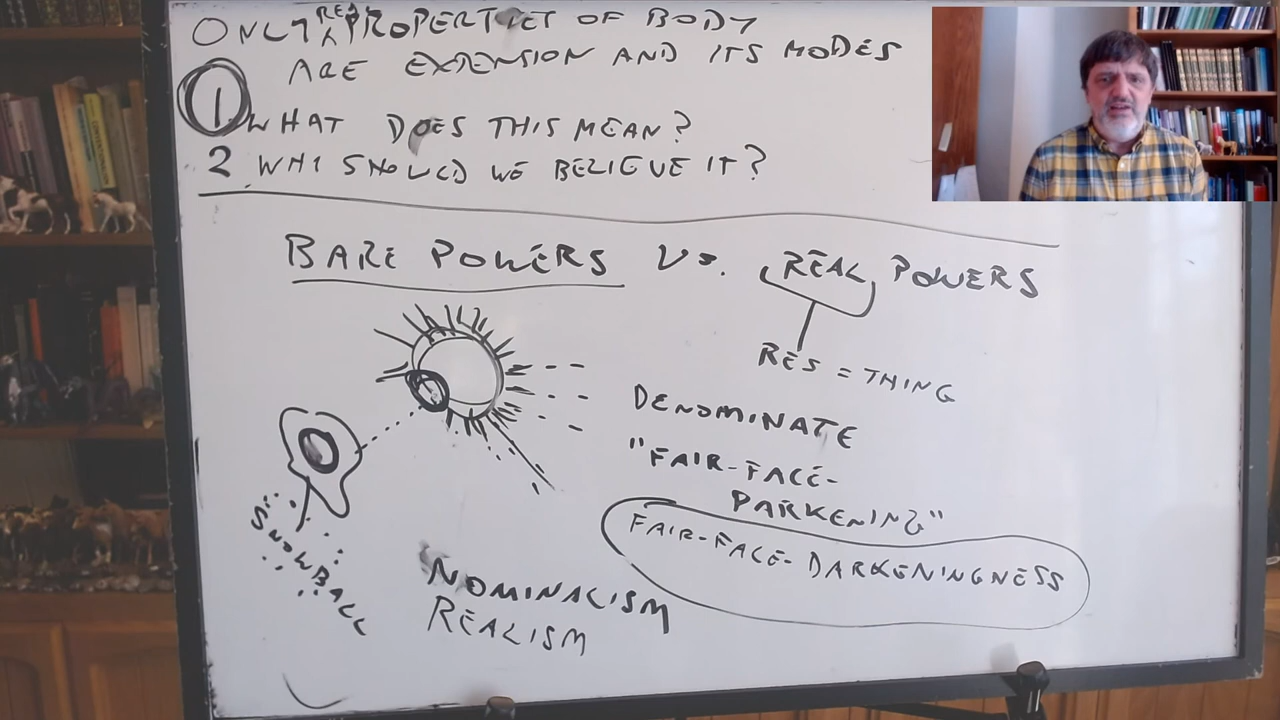 ONLY REAL PROPERTIES OF BODY
ARE EXTENSION AND ITS MODES
1. WHAT DOES THIS MEAN?
2 WHY SHOULD WE BELIEVE IT?
BARE POWERS VS. REAL POWERS
RES = THING
DENOMINATE
"FAIR-FACE-
DARKENING"
FAIR-FACE-DARKENINGNESS
SNOWBALL
NOMINALISM
REALISM